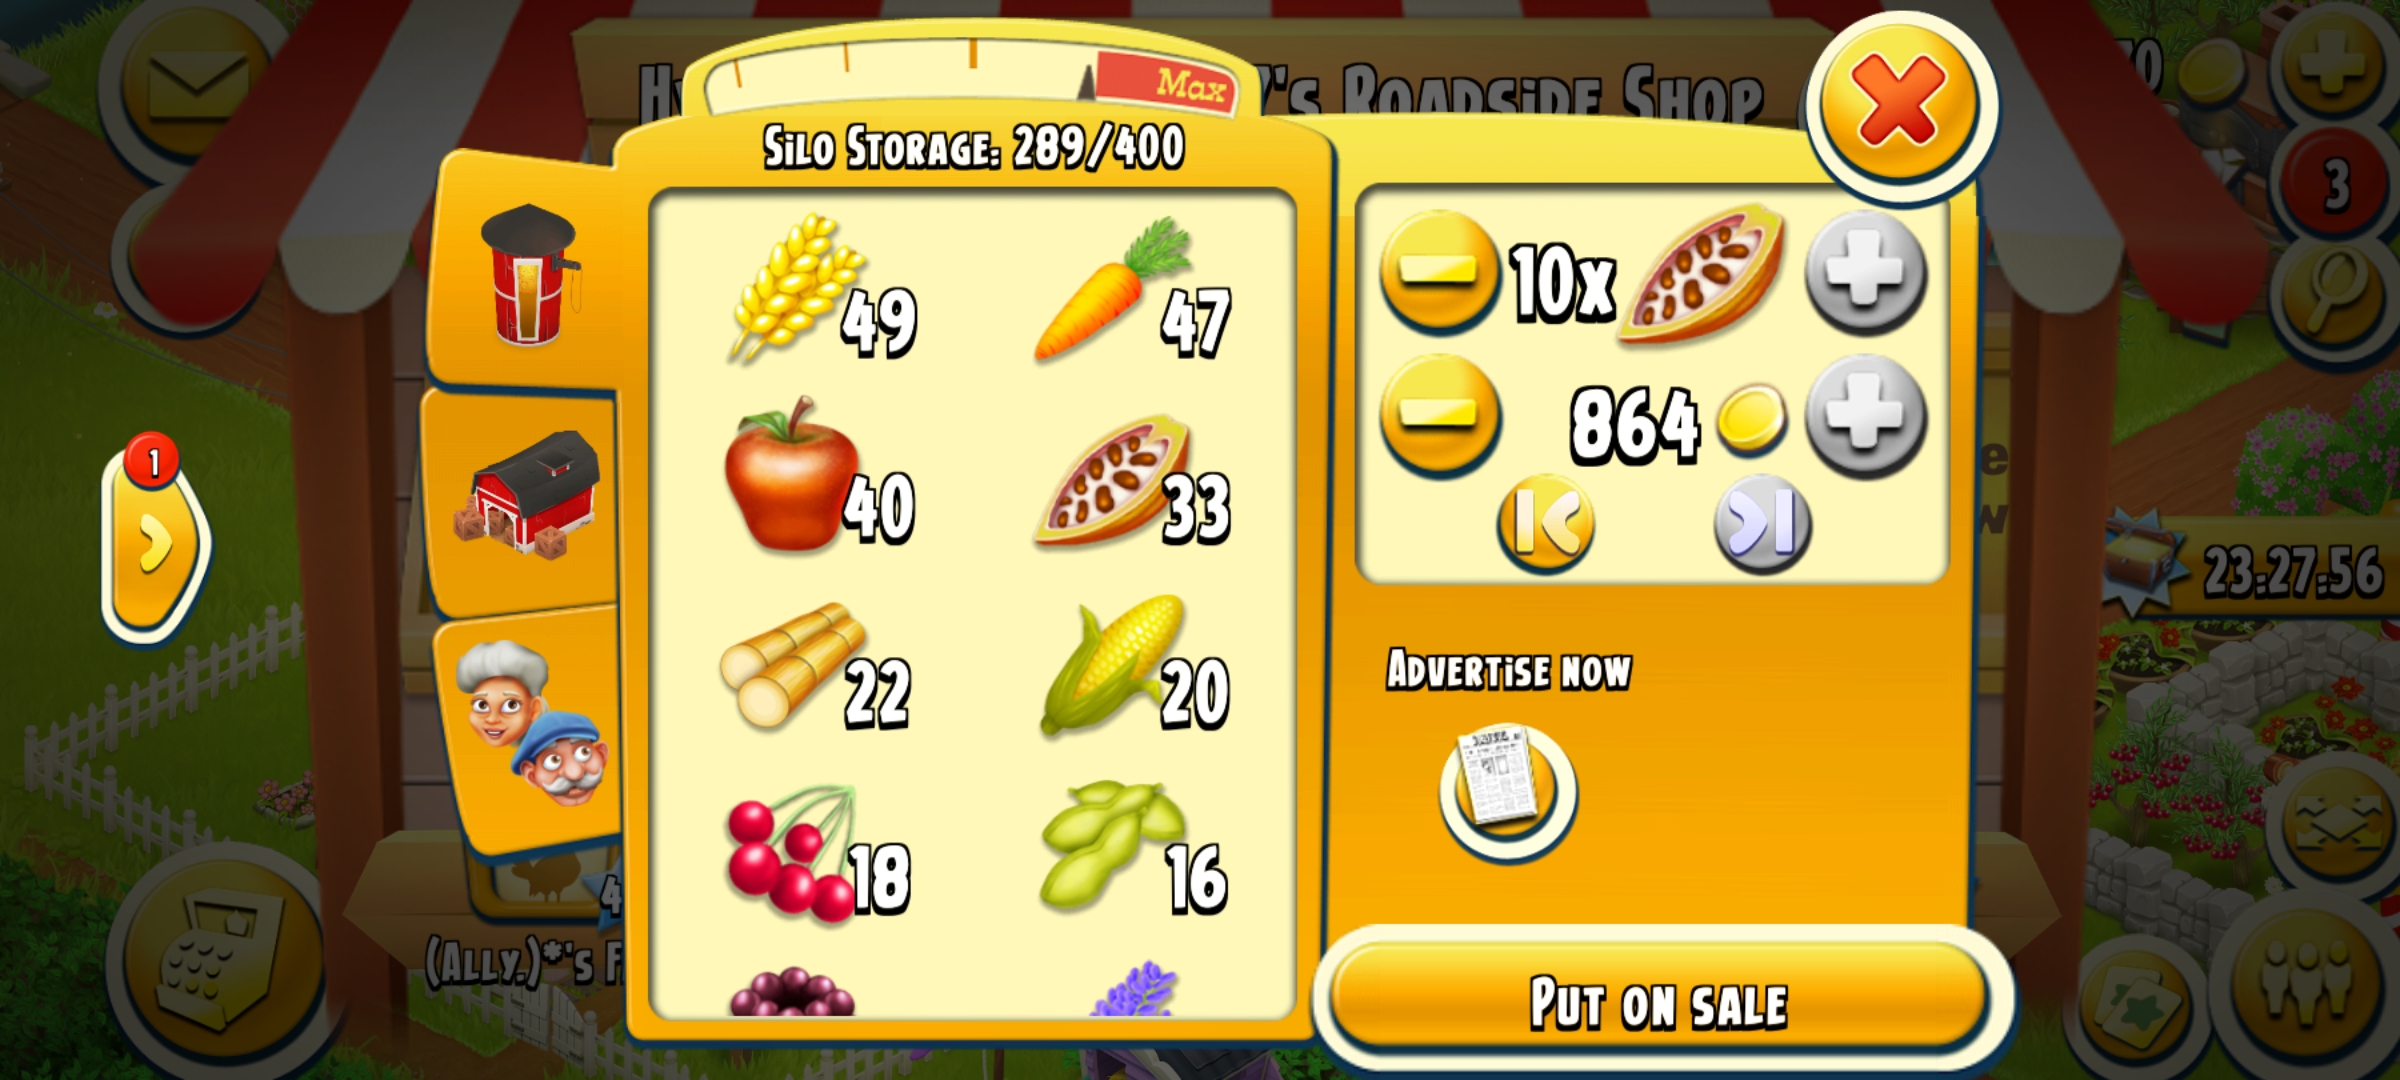 Max
'S ROADSIDE SHOP
SILO STORAGE: 289/400
3
49
47
10x
864
40
33
1
22
20
23:27:56
ADVERTISE NOW
18
16
4
(ALLY.)*'S F
PUT ON SALE